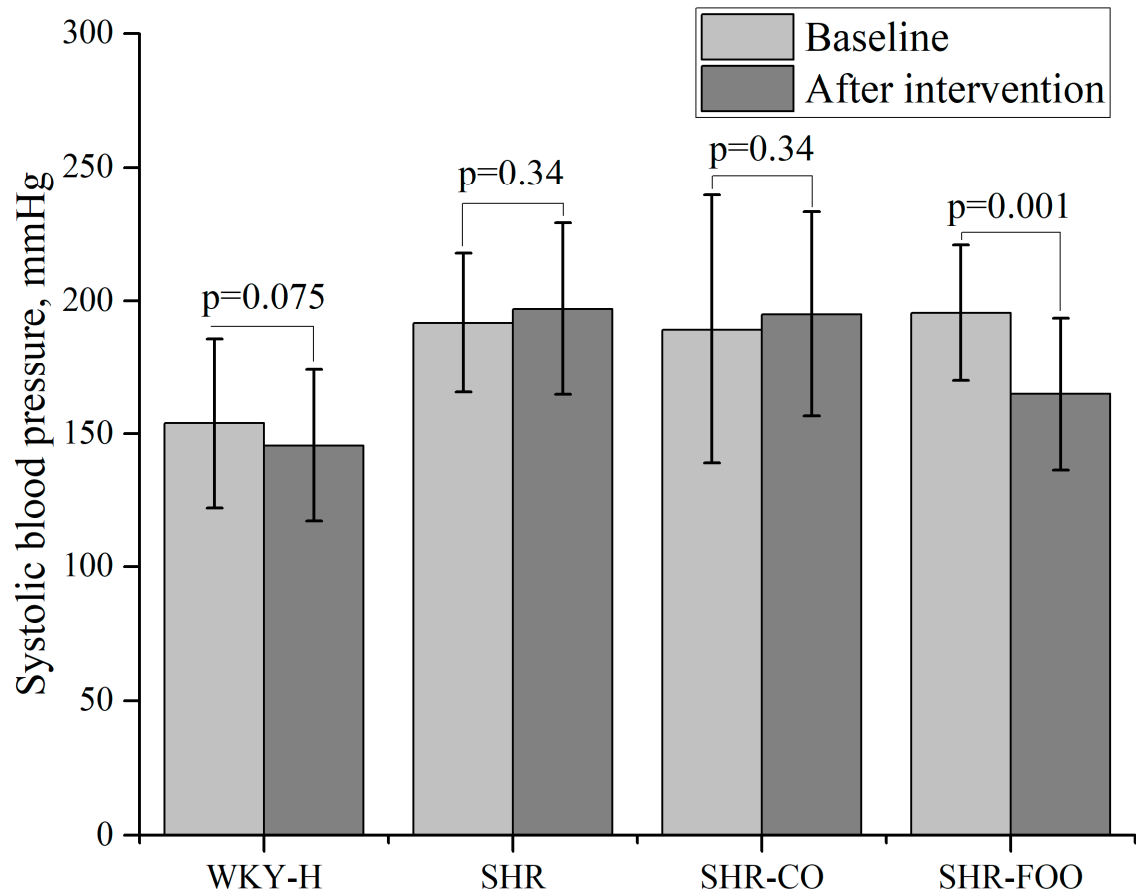 Baseline
After intervention
Systolic blood pressure, mmHg
300
250
200
150
100
50
0
p=0.075
p=0.34
p=0.34
p=0.001
WKY-H
SHR
SHR-CO
SHR-FOO